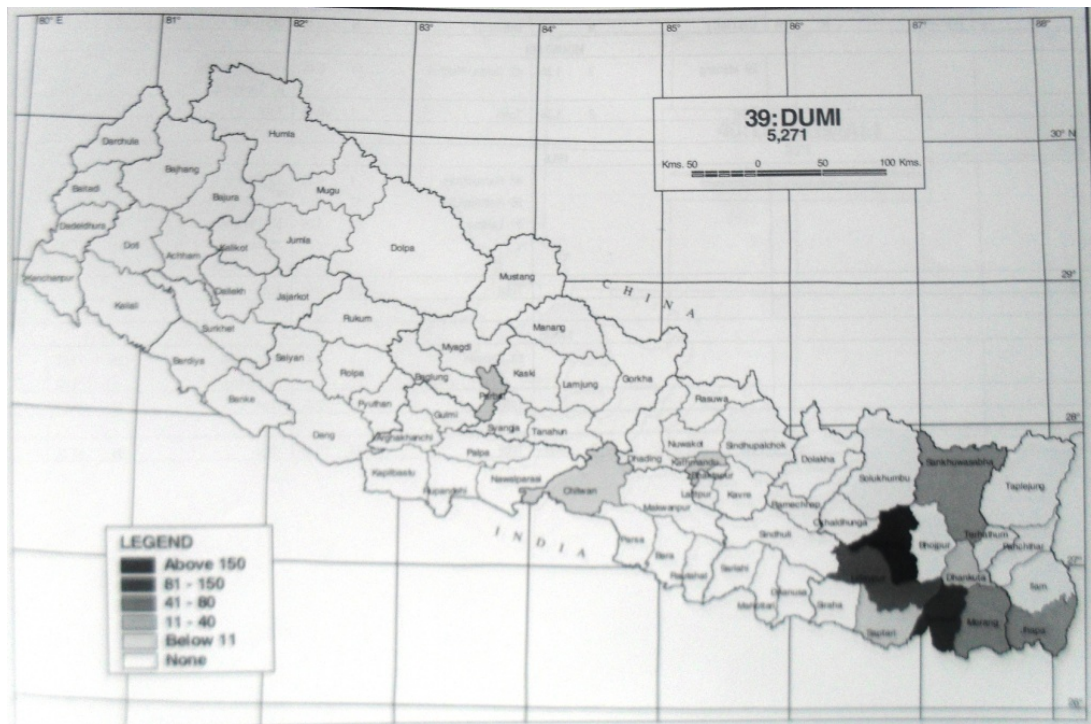 80° E
81°
82°
83°
84°
85°
86°
87°
88°
39: DUMI
5,271
Kms. 50 0 50 100 Kms.
30° N
29°
28°
27°
Humla
Darchula
Bajhang
Baitadi
Bajura
Mugu
Dadeldhura
Doti
Achham
Kalikot
Jumla
Dolpa
Kanchanpur
Kailali
Dailekh
Jajarkot
Mustang
C H I N A
Surkhet
Rukum
Manang
Bardiya
Salyan
Rolpa
Myagdi
Kaski
Lamjung
Gorkha
Banke
Baglung
Rasuwa
Pyuthan
Gulmi
Syangja
Tanahun
Dang
Arghakhanchi
Palpa
Dhading
Nuwakot
Sindhupalchok
Dolakha
Sankhuwasabha
Kapilbastu
Nawalparasi
Rupandehi
Chitwan
Kavre
Solukhumbu
Taplejung
Makwanpur
Ramechhap
Okhaldhunga
I N D I A
Parsa
Bara
Sindhuli
Bhojpur
Terhathum
Panchthar
Rautahat
Sarlahi
Dhankuta
Ilam
Mahottari
Dhanusa
Siraha
Saptari
Morang
Jhapa
LEGEND
Above 150
81 - 150
41 - 80
11 - 40
Below 11
None